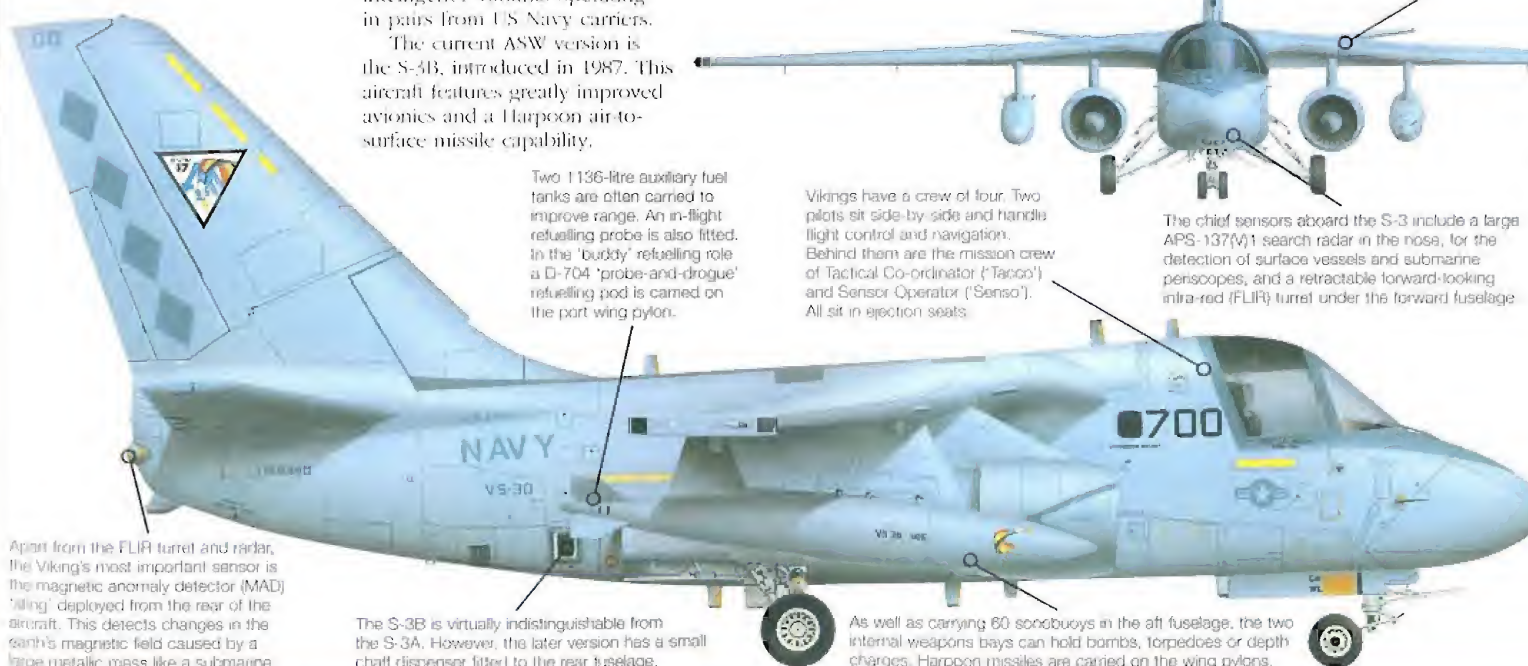 in pairs from US Navy carriers.
The current ASW version is
the S-3B, introduced in 1987. This
aircraft features greatly improved
avionics and a Harpoon air-to-
surface missile capability.
Two 1136-litre auxiliary fuel
tanks are often carried to
improve range. An in-flight
refuelling probe is also fitted.
In the 'buddy' refuelling role
a D-704 'probe-and-drogue'
refuelling pod is carried on
the port wing pylon.
Vikings have a crew of four. Two
pilots sit side-by-side and handle
flight control and navigation.
Behind them are the mission crew
of Tactical Co-ordinator ('Tacco')
and Sensor Operator ('Senso').
All sit in ejection seats.
The chief sensors aboard the S-3 include a large
APS-137(V)1 search radar in the nose, for the
detection of surface vessels and submarine
periscopes, and a retractable forward-looking
infra-red (FLIR) turret under the forward fuselage
700
NAVY
VS-30
Apart from the FLIR turret and radar,
the Viking's most important sensor is
the magnetic anomaly detector (MAD)
'sting' deployed from the rear of the
aircraft. This detects changes in the
earth's magnetic field caused by a
large metallic mass like a submarine.
The S-3B is virtually indistinguishable from
the S-3A. However, the later version has a small
chaff dispenser fitted to the rear fuselage.
As well as carrying 60 sonobuoys in the aft fuselage, the two
internal weapons bays can hold bombs, torpedoes or depth
charges. Harpoon missiles are carried on the wing pylons.